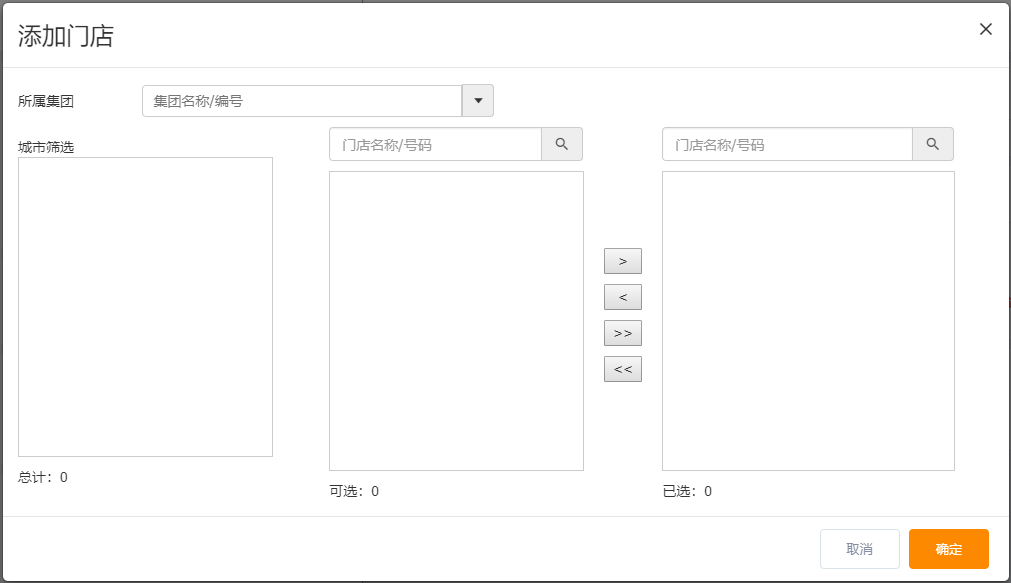 添加门店
所属集团
集团名称/编号
城市筛选
门店名称/号码
门店名称/号码
>
<
>>
<<
总计：0
可选：0
已选：0
取消
确定